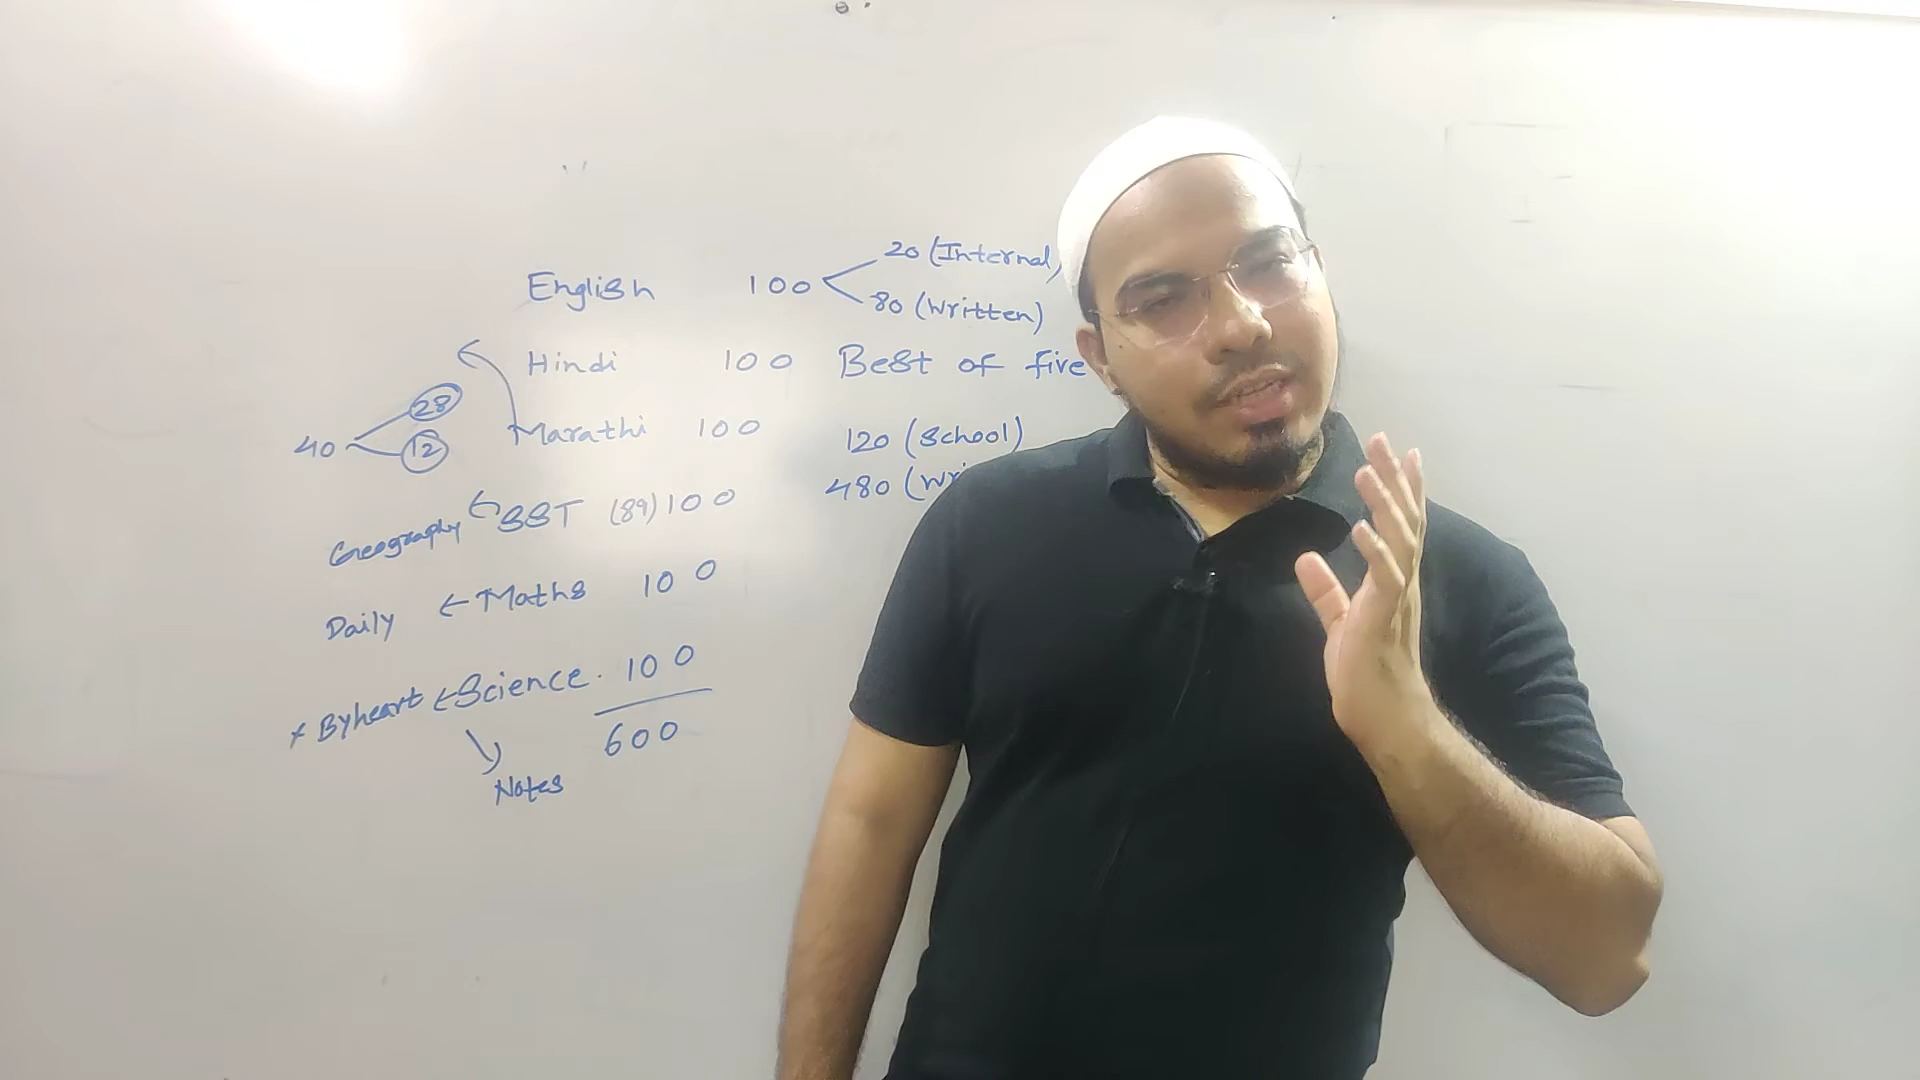 English 100 20 (Internal)
80 (Written)
Hindi 100 Best of five
40 28 12 Marathi 100 120 (School)
Geography SST (89) 100 480
Daily Maths 100
Byheart Science. 100
600
Notes